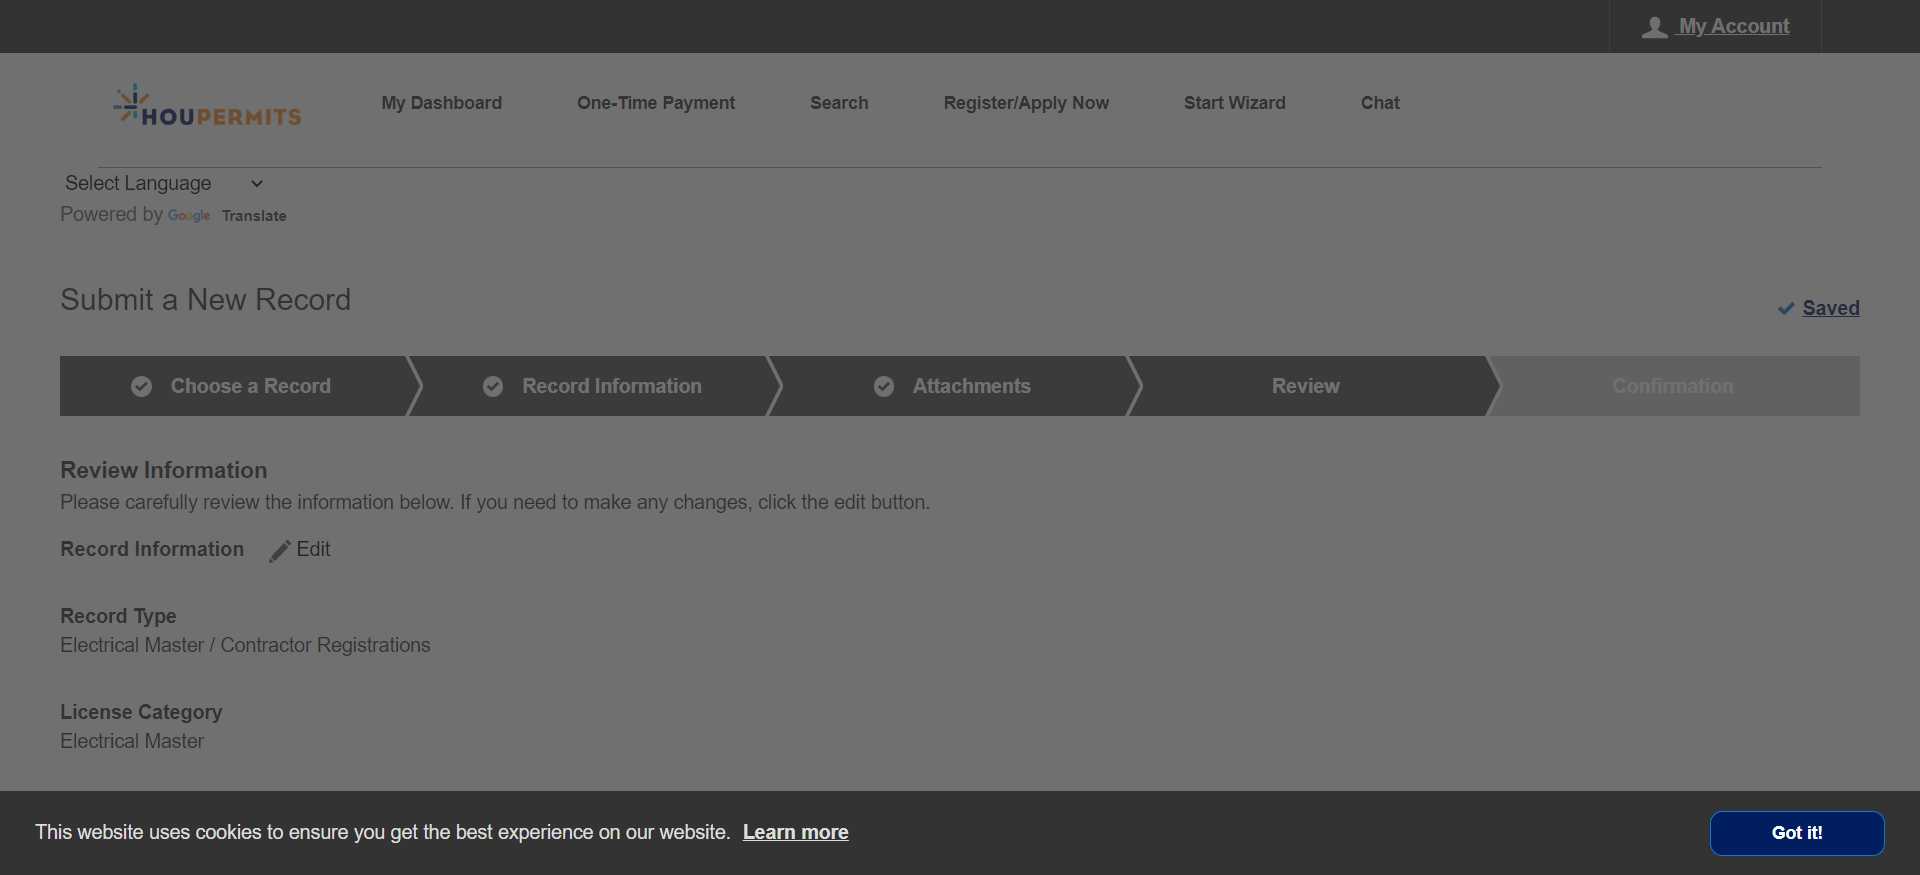 My Account
HOUPERMITS
My Dashboard
One-Time Payment
Search
Register/Apply Now
Start Wizard
Chat
Select Language
Powered by Google Translate
Submit a New Record
Saved
Choose a Record
Record Information
Attachments
Review
Confirmation
Review Information
Please carefully review the information below. If you need to make any changes, click the edit button.
Record Information Edit
Record Type
Electrical Master / Contractor Registrations
License Category
Electrical Master
This website uses cookies to ensure you get the best experience on our website. Learn more
Got it!